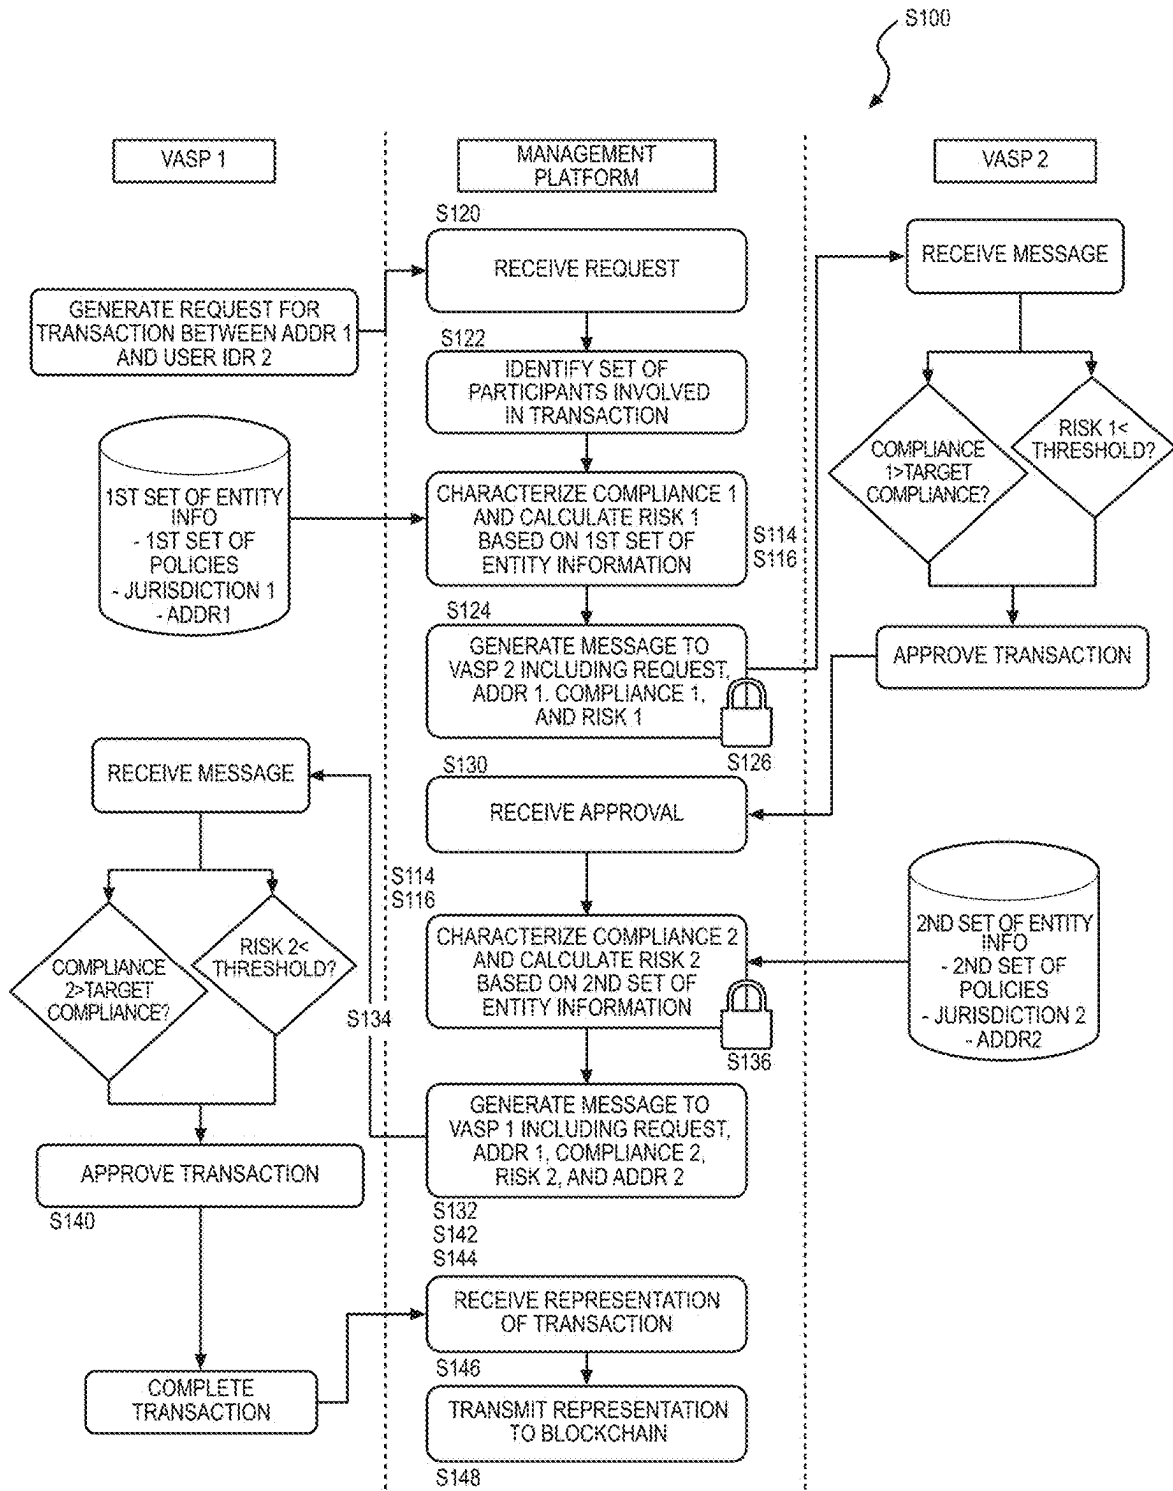 S100
VASP 1
MANAGEMENT
PLATFORM
VASP 2
S120
RECEIVE REQUEST
RECEIVE MESSAGE
GENERATE REQUEST FOR
TRANSACTION BETWEEN ADDR 1
AND USER IDR 2
S122
IDENTIFY SET OF
PARTICIPANTS INVOLVED
IN TRANSACTION
COMPLIANCE
1>TARGET
COMPLIANCE?
RISK 1<
THRESHOLD?
1ST SET OF ENTITY
INFO
- 1ST SET OF
POLICIES
- JURISDICTION 1
- ADDR1
CHARACTERIZE COMPLIANCE 1
AND CALCULATE RISK 1
BASED ON 1ST SET OF
ENTITY INFORMATION
S114
S116
S124
GENERATE MESSAGE TO
VASP 2 INCLUDING REQUEST,
ADDR 1. COMPLIANCE 1,
AND RISK 1
S126
APPROVE TRANSACTION
RECEIVE MESSAGE
S130
RECEIVE APPROVAL
S114
S116
COMPLIANCE
2>TARGET
COMPLIANCE?
RISK 2<
THRESHOLD?
S134
CHARACTERIZE COMPLIANCE 2
AND CALCULATE RISK 2
BASED ON 2ND SET OF
ENTITY INFORMATION
S136
2ND SET OF ENTITY
INFO
- 2ND SET OF
POLICIES
- JURISDICTION 2
- ADDR2
GENERATE MESSAGE TO
VASP 1 INCLUDING REQUEST,
ADDR 1, COMPLIANCE 2,
RISK 2, AND ADDR 2
APPROVE TRANSACTION
S140
S132
S142
S144
RECEIVE REPRESENTATION
OF TRANSACTION
S146
COMPLETE
TRANSACTION
TRANSMIT REPRESENTATION
TO BLOCKCHAIN
S148